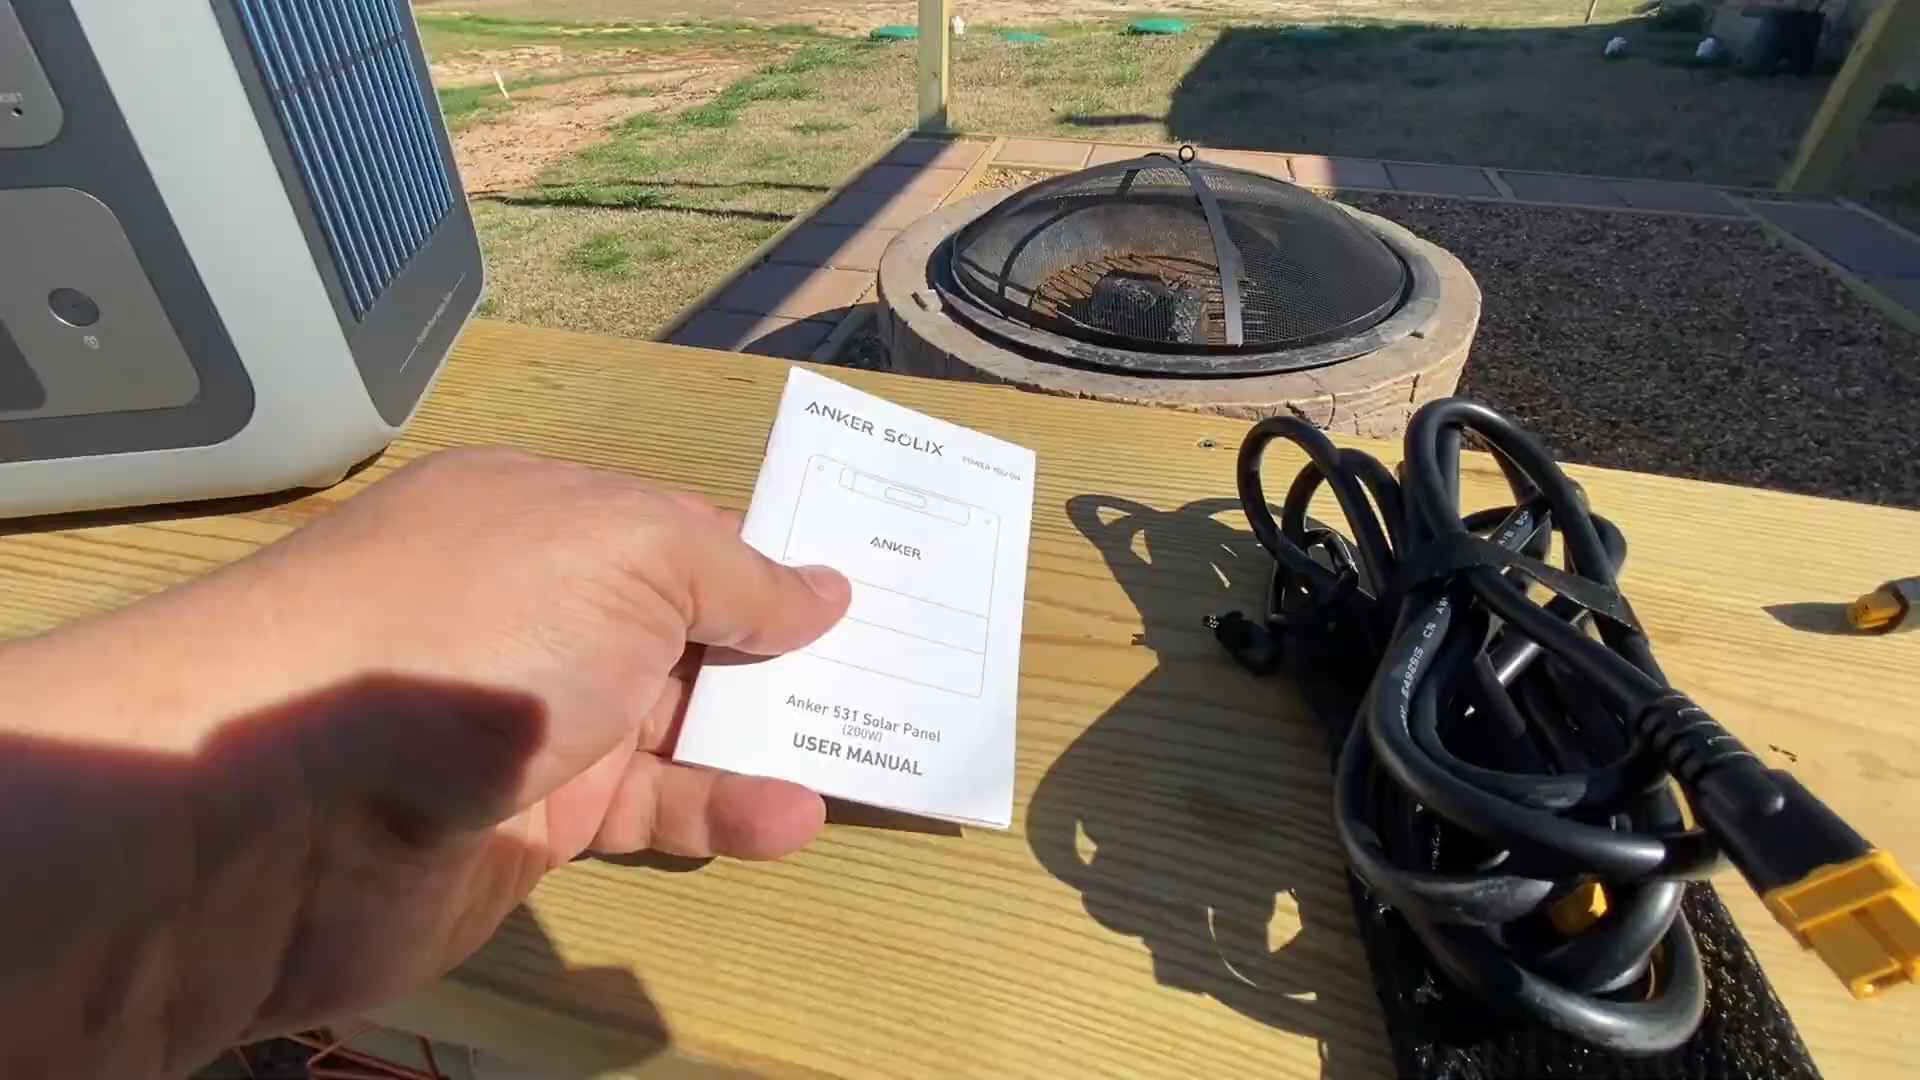 ANKER SOLIX
POWER YOU ON
ANKER
Anker 531 Solar Panel
(200W)
USER MANUAL